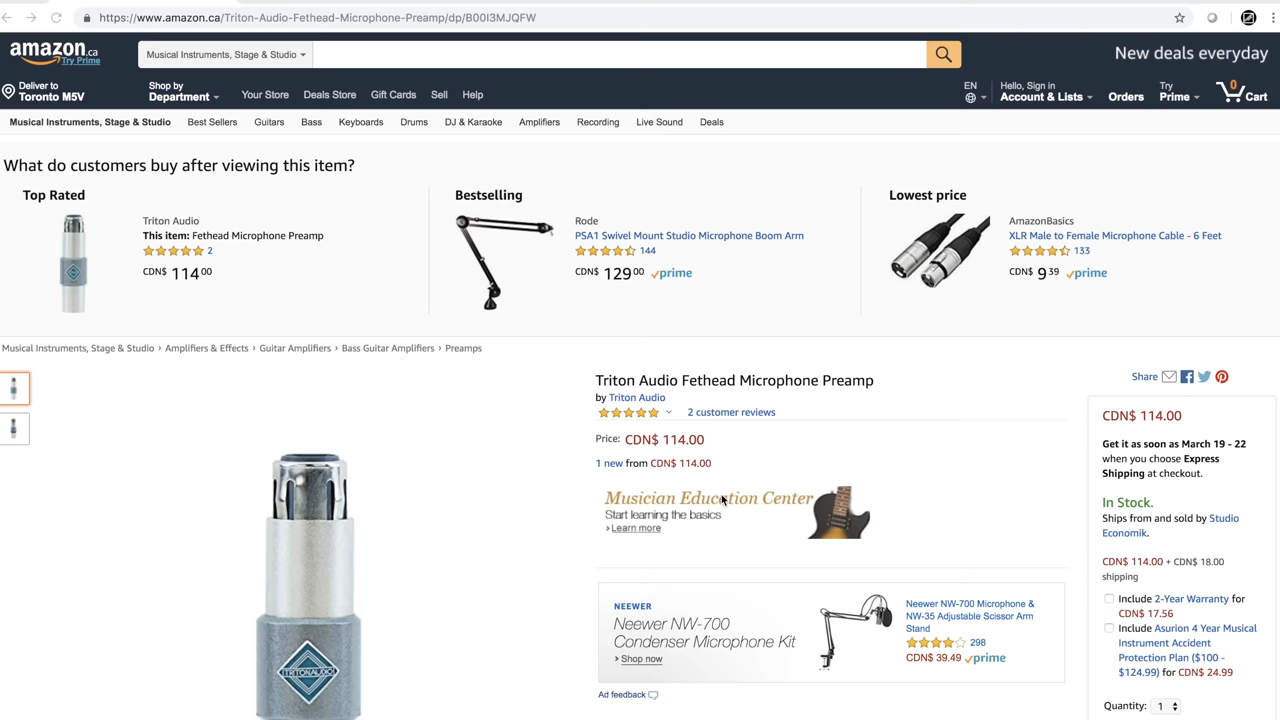 https://www.amazon.ca/Triton-Audio-Fethead-Microphone-Preamp/dp/B00I3MJQFW
amazon.ca
Try Prime
Musical Instruments, Stage & Studio
New deals everyday
Deliver to
Toronto M5V
Shop by
Department
Your Store
Deals Store
Gift Cards
Sell
Help
EN
Hello, Sign in
Account & Lists
Orders
Try
Prime
0
Cart
Musical Instruments, Stage & Studio
Best Sellers
Guitars
Bass
Keyboards
Drums
DJ & Karaoke
Amplifiers
Recording
Live Sound
Deals
What do customers buy after viewing this item?
Top Rated
Triton Audio
This item: Fethead Microphone Preamp
2
CDN$ 114 00
Bestselling
Rode
PSA1 Swivel Mount Studio Microphone Boom Arm
144
CDN$ 129 00 prime
Lowest price
AmazonBasics
XLR Male to Female Microphone Cable - 6 Feet
133
CDN$ 9 39 prime
Musical Instruments, Stage & Studio › Amplifiers & Effects › Guitar Amplifiers › Bass Guitar Amplifiers › Preamps
TRITONAUDIO
Triton Audio Fethead Microphone Preamp
by Triton Audio
2 customer reviews
Price: CDN$ 114.00
1 new from CDN$ 114.00
Musician Education Center
Start learning the basics
› Learn more
NEEWER
Neewer NW-700
Condenser Microphone Kit
› Shop now
Neewer NW-700 Microphone &
NW-35 Adjustable Scissor Arm
Stand
298
CDN$ 39.49 prime
Ad feedback
Share
CDN$ 114.00
Get it as soon as March 19 - 22
when you choose Express
Shipping at checkout.
In Stock.
Ships from and sold by Studio
Economik.
CDN$ 114.00 + CDN$ 18.00
shipping
Include 2-Year Warranty for
CDN$ 17.56
Include Asurion 4 Year Musical
Instrument Accident
Protection Plan ($100 -
$124.99) for CDN$ 24.99
Quantity: 1